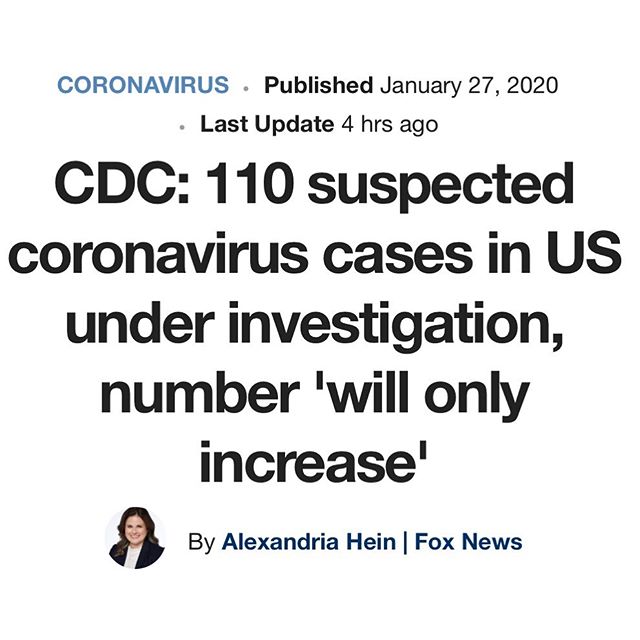 CORONAVIRUS • Published January 27, 2020
• Last Update 4 hrs ago
CDC: 110 suspected
coronavirus cases in US
under investigation,
number 'will only
increase'
By Alexandria Hein | Fox News